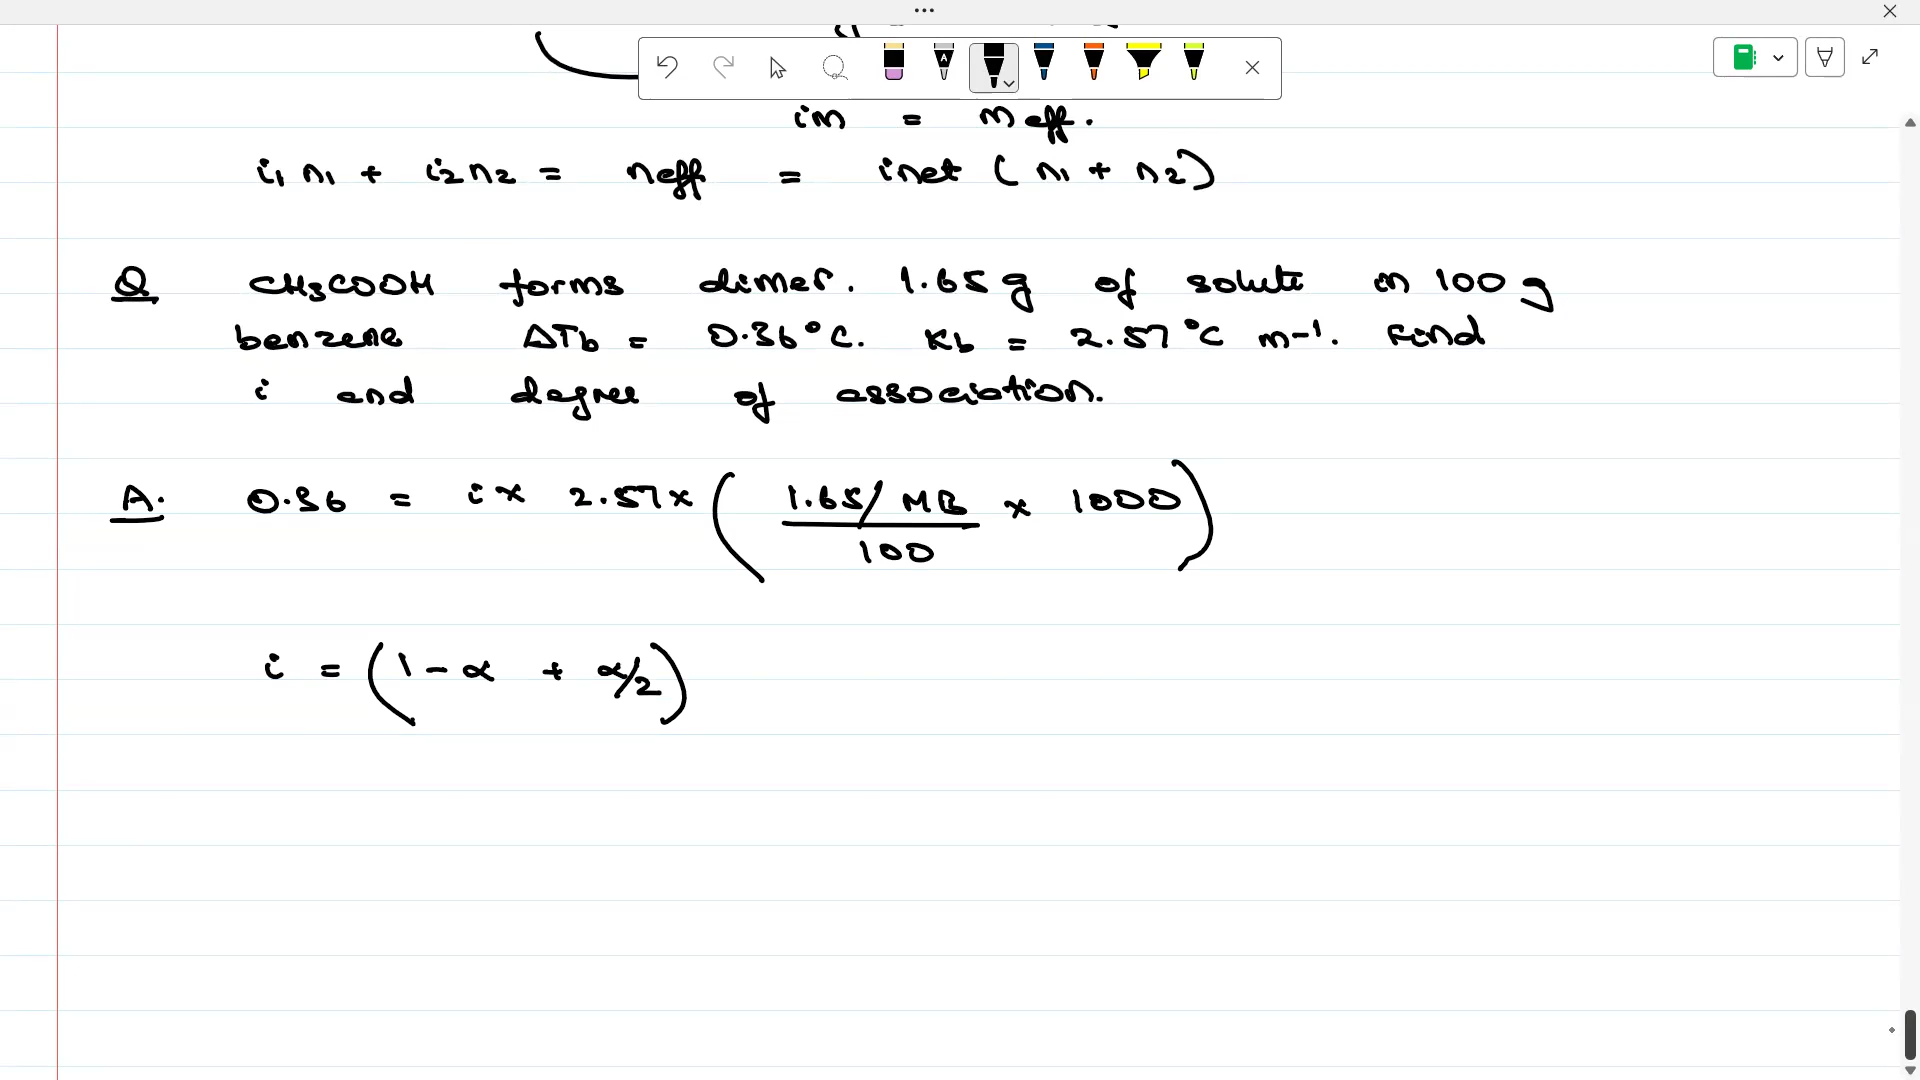 im = m eff.
i₁ n₁ + i₂ n₂ = neff = inet ( n₁ + n₂ )
Q CH3COOH forms dimer. 1.65 g of solute in 100 g
benzene ΔTb = 0.36°C. Kb = 2.57°C m-1. Find
i and degree of association.
A. 0.36 = i x 2.57 x ( 1.65/MB / 100 x 1000 )
i = (1 - α + α/2)